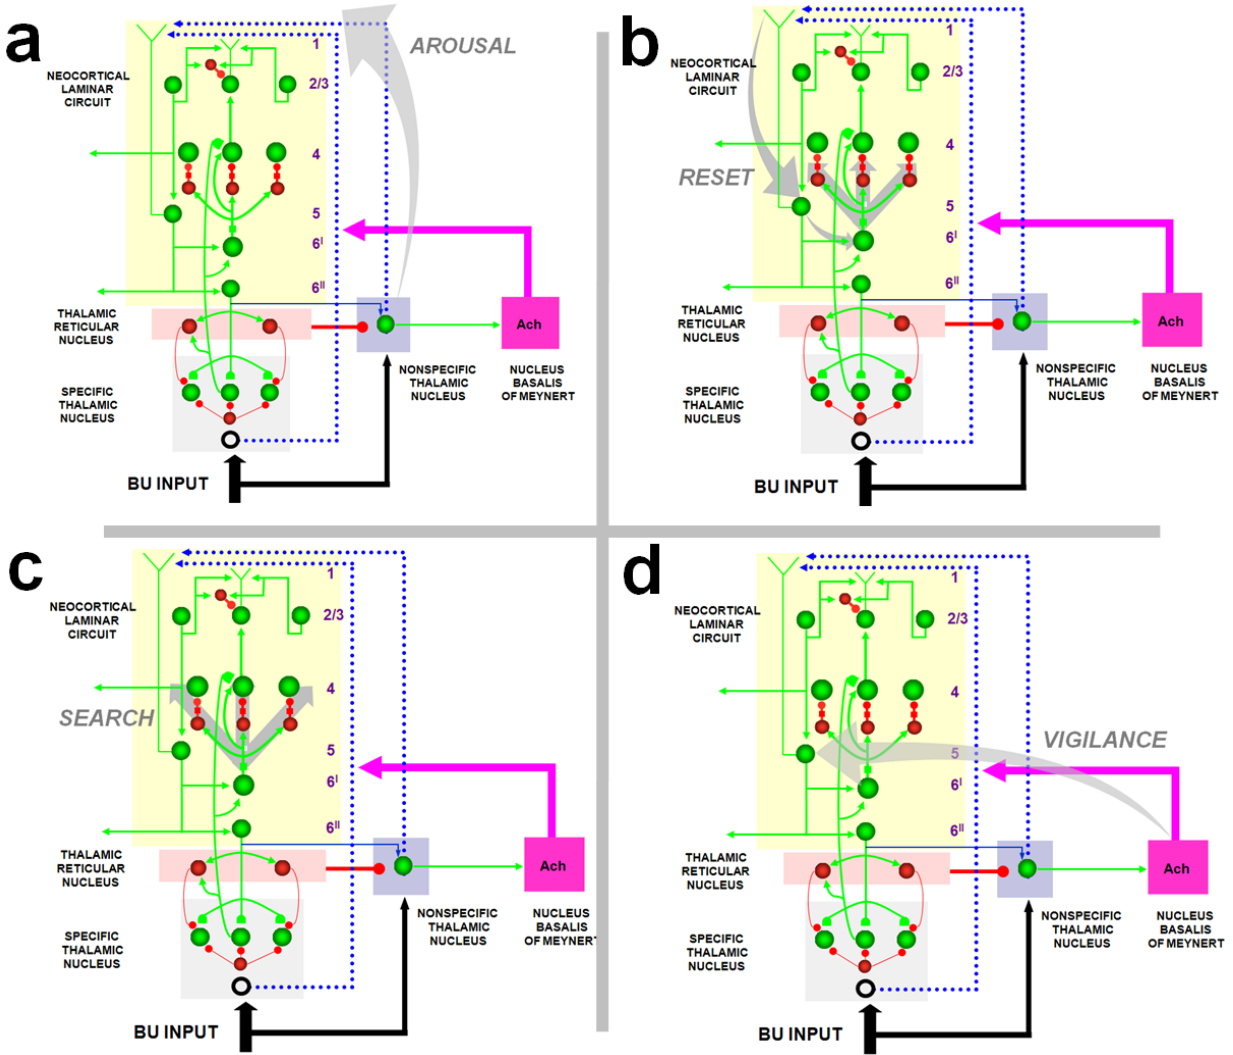 a
AROUSAL
1
NEOCORTICAL
LAMINAR
CIRCUIT
2/3
4
5
6I
6II
THALAMIC
RETICULAR
NUCLEUS
Ach
SPECIFIC
THALAMIC
NUCLEUS
NONSPECIFIC
THALAMIC
NUCLEUS
NUCLEUS
BASALIS
OF MEYNERT
BU INPUT
b
1
NEOCORTICAL
LAMINAR
CIRCUIT
2/3
4
RESET
5
6I
6II
THALAMIC
RETICULAR
NUCLEUS
Ach
SPECIFIC
THALAMIC
NUCLEUS
NONSPECIFIC
THALAMIC
NUCLEUS
NUCLEUS
BASALIS
OF MEYNERT
BU INPUT
c
1
NEOCORTICAL
LAMINAR
CIRCUIT
2/3
4
SEARCH
5
6I
6II
THALAMIC
RETICULAR
NUCLEUS
Ach
SPECIFIC
THALAMIC
NUCLEUS
NONSPECIFIC
THALAMIC
NUCLEUS
NUCLEUS
BASALIS
OF MEYNERT
BU INPUT
d
1
NEOCORTICAL
LAMINAR
CIRCUIT
2/3
4
VIGILANCE
5
6I
6II
THALAMIC
RETICULAR
NUCLEUS
Ach
SPECIFIC
THALAMIC
NUCLEUS
NONSPECIFIC
THALAMIC
NUCLEUS
NUCLEUS
BASALIS
OF MEYNERT
BU INPUT